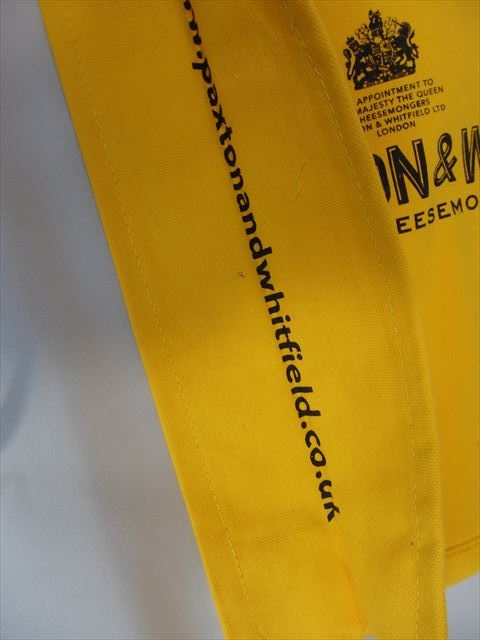 .paxtonandwhitfield.co.uk
APPOINTMENT TO
MAJESTY THE QUEEN
HEESEMONGERS
ON & WHITFIELD LTD
LONDON
ON & W
EESEMO